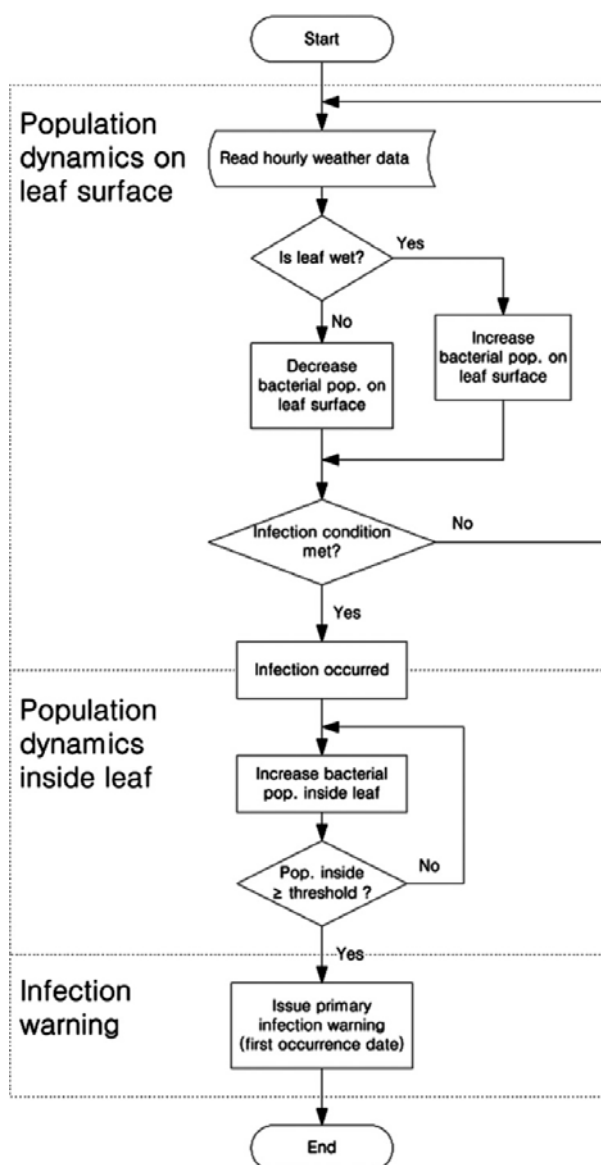 Start
Population
dynamics on
leaf surface
Read hourly weather data
Is leaf wet?
Yes
No
Increase
bacterial pop. on
leaf surface
Decrease
bacterial pop. on
leaf surface
Infection condition
met?
No
Yes
Infection occurred
Population
dynamics
inside leaf
Increase bacterial
pop. inside leaf
Pop. inside
≥ threshold ?
No
Yes
Infection
warning
Issue primary
infection warning
(first occurrence date)
End